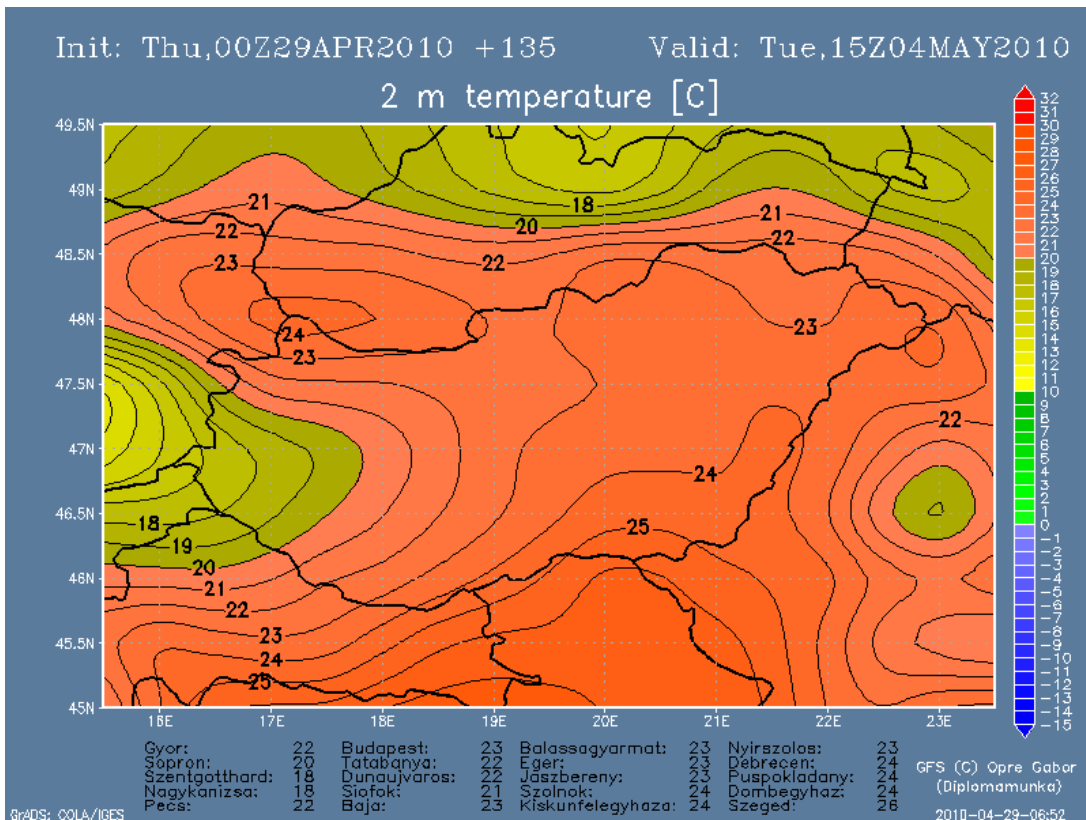 Init: Thu,00Z29APR2010 +135 Valid: Tue,15Z04MAY2010
2 m temperature [C]
49.5N
49N
48.5N
48N
47.5N
47N
46.5N
46N
45.5N
45N
16E 17E 18E 19E 20E 21E 22E 23E
21 21
20 18
22 22 22
23
24 23
23
22
24
18 25
19
20
21
22
23
24
25
32
31
30
29
28
27
26
25
24
23
22
21
20
19
18
17
16
15
14
13
12
11
10
9
8
7
6
5
4
3
2
1
0
-1
-2
-3
-4
-5
-6
-7
-8
-9
-10
-11
-12
-13
-14
-15
Gyor: 22 Budapest: 23 Balassagyarmat: 23 Nyirszolos: 23
Sopron: 20 Tatabanya: 22 Eger: 23 Debrecen: 24
Szentgotthard: 18 Dunaujvaros: 22 Jaszbereny: 23 Puspokladany: 24
Nagykanizsa: 18 Siofok: 21 Szolnok: 24 Dombegyhaz: 24
Pecs: 22 Baja: 23 Kiskunfelegyhaza: 24 Szeged: 26
GFS (C) Opre Gabor
(Diplomamunka)
GrADS: COLA/IGES 2010-04-29-06:52